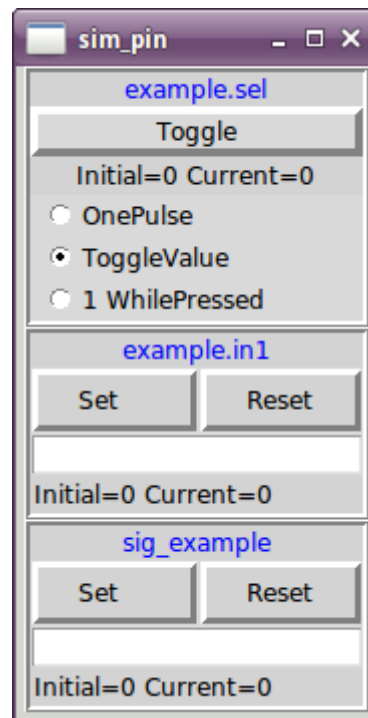 sim_pin
example.sel
Toggle
Initial=0 Current=0
OnePulse
ToggleValue
1 WhilePressed
example.in1
Set Reset
Initial=0 Current=0
sig_example
Set Reset
Initial=0 Current=0